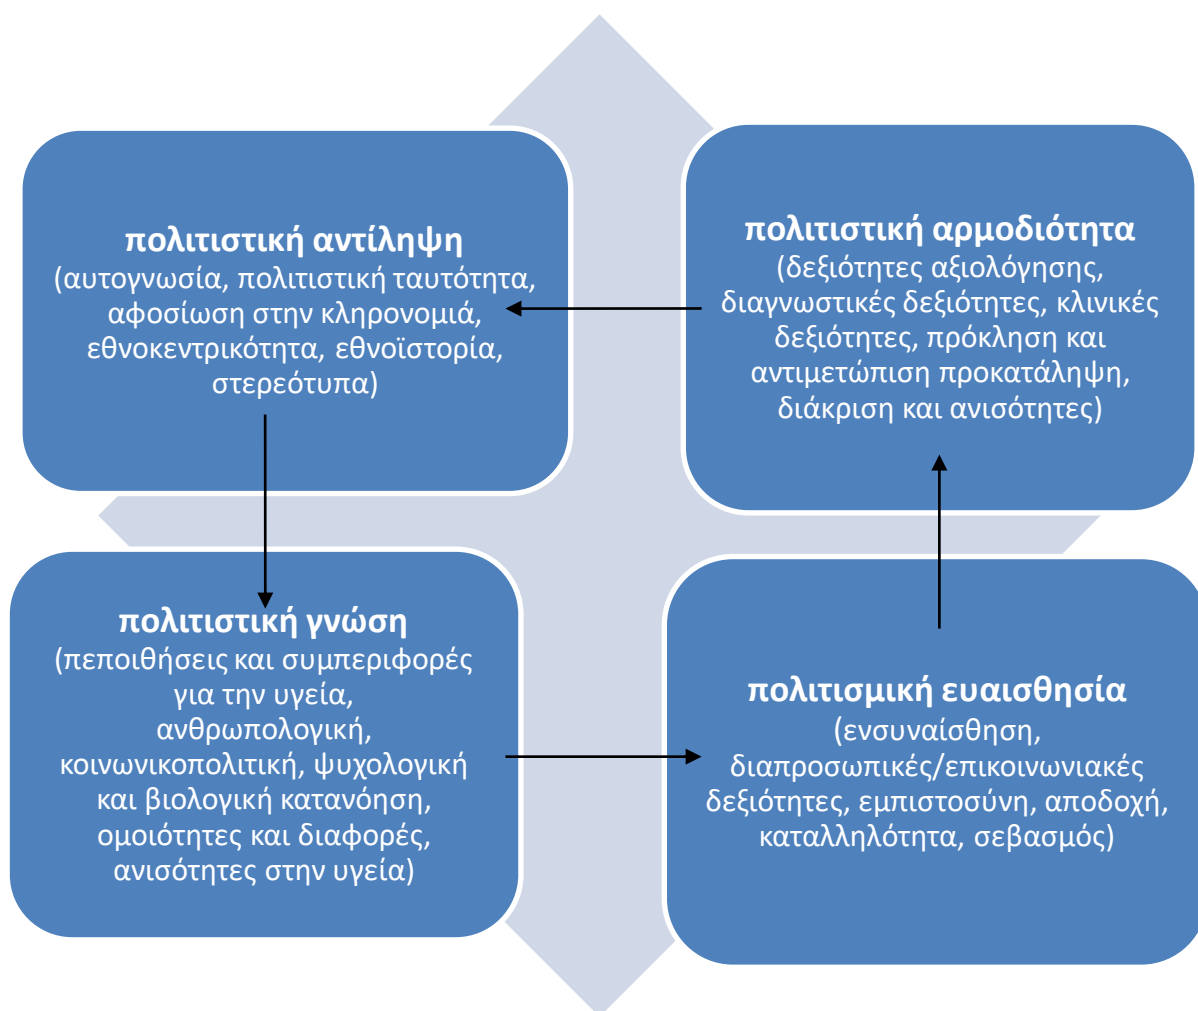 πολιτιστική αντίληψη
(αυτογνωσία, πολιτιστική ταυτότητα,
αφοσίωση στην κληρονομιά,
εθνοκεντρικότητα, εθνοϊστορία,
στερεότυπα)
πολιτιστική αρμοδιότητα
(δεξιότητες αξιολόγησης,
διαγνωστικές δεξιότητες, κλινικές
δεξιότητες, πρόκληση και
αντιμετώπιση προκατάληψη,
διάκριση και ανισότητες)
πολιτιστική γνώση
(πεποιθήσεις και συμπεριφορές
για την υγεία,
ανθρωπολογική,
κοινωνικοπολιτική, ψυχολογική
και βιολογική κατανόηση,
ομοιότητες και διαφορές,
ανισότητες στην υγεία)
πολιτισμική ευαισθησία
(ενσυναίσθηση,
διαπροσωπικές/επικοινωνιακές
δεξιότητες, εμπιστοσύνη, αποδοχή,
καταλληλότητα, σεβασμός)